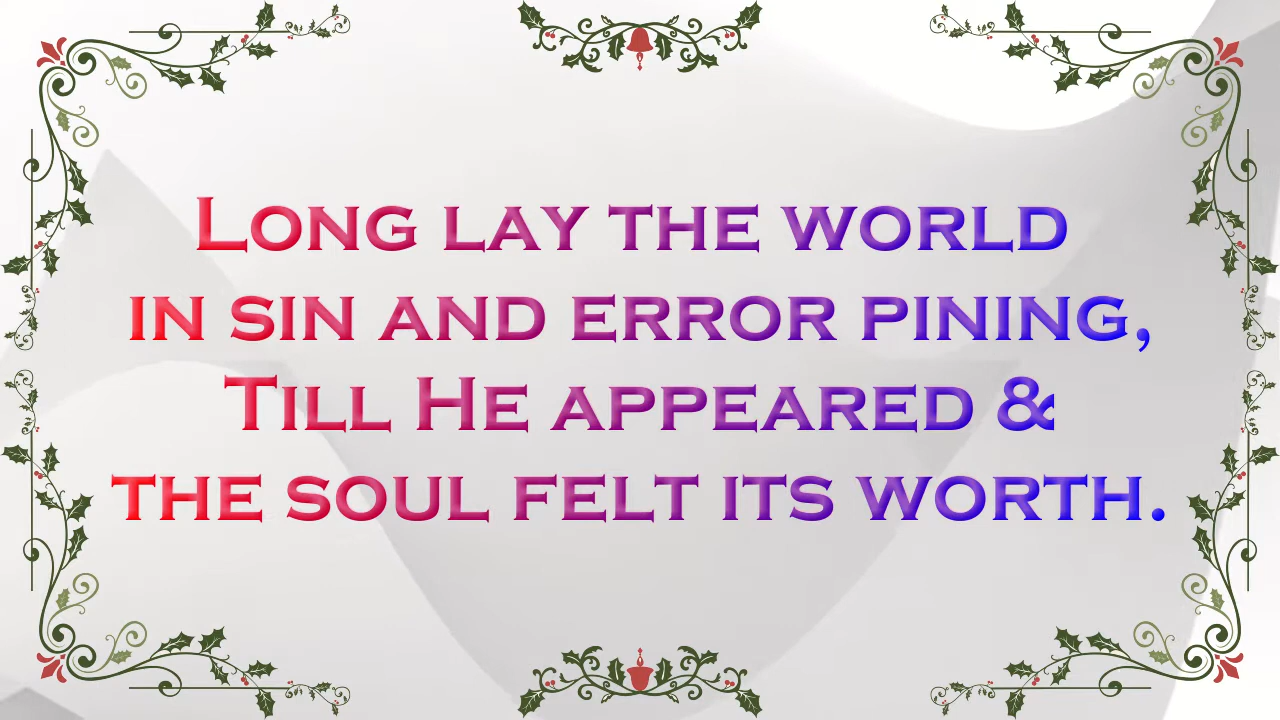 Long lay the world
in sin and error pining,
Till He appeared &
the soul felt its worth.